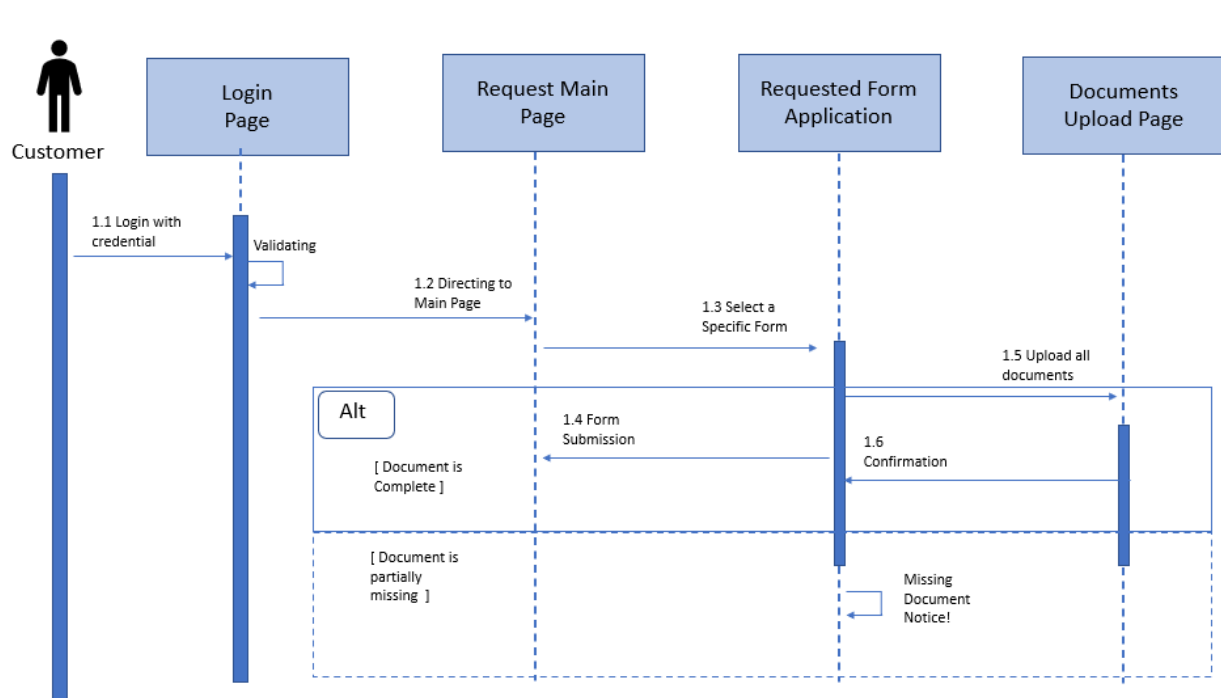 Customer
Login
Page
Request Main
Page
Requested Form
Application
Documents
Upload Page
1.1 Login with
credential
Validating
1.2 Directing to
Main Page
1.3 Select a
Specific Form
1.5 Upload all
documents
Alt
1.4 Form
Submission
1.6
Confirmation
[ Document is
Complete ]
[ Document is
partially
missing  ]
Missing
Document
Notice!